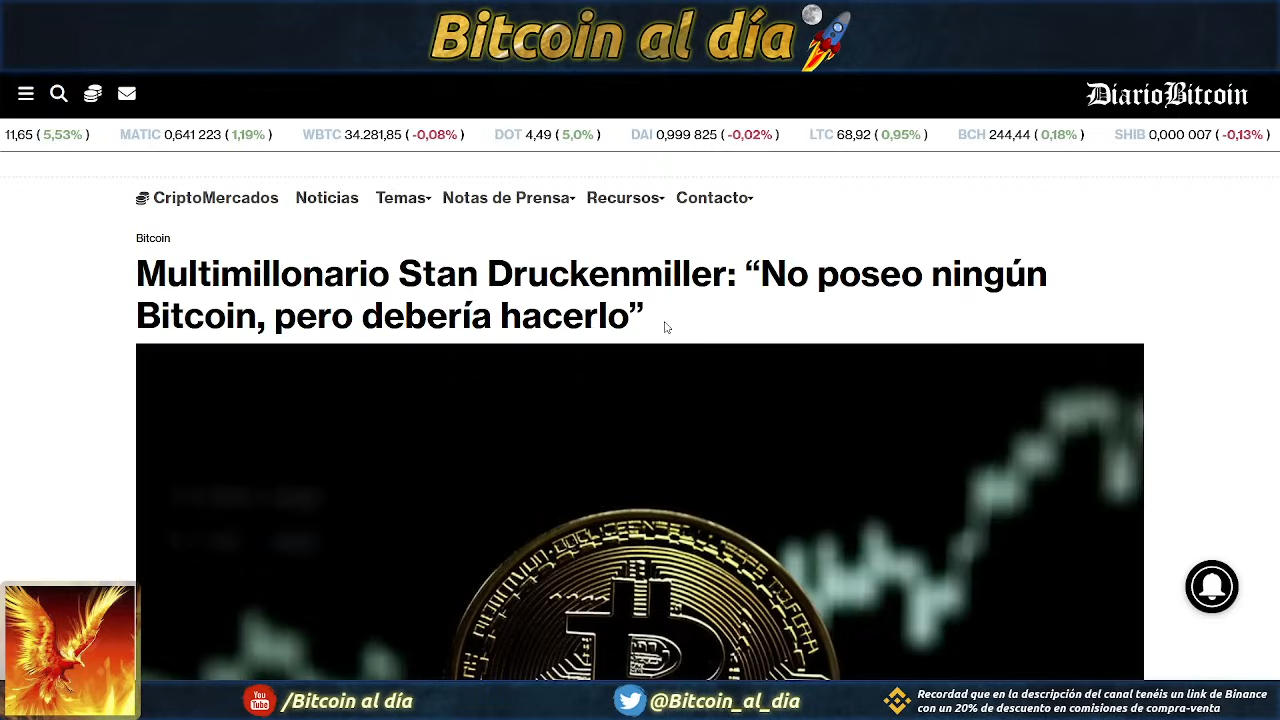 Bitcoin al día
DiarioBitcoin
11,65 ( 5,53% ) MATIC 0,641 223 ( 1,19% ) WBTC 34.281,85 ( -0,08% ) DOT 4,49 ( 5,0% ) DAI 0,999 825 ( -0,02% ) LTC 68,92 ( 0,95% ) BCH 244,44 ( 0,18% ) SHIB 0,000 007 ( -0,13% )
CriptoMercados Noticias Temas Notas de Prensa Recursos Contacto
Bitcoin
Multimillonario Stan Druckenmiller: “No poseo ningún
Bitcoin, pero debería hacerlo”
You
Tube
/Bitcoin al día
@Bitcoin_al_dia
Recordad que en la descripción del canal tenéis un link de Binance
con un 20% de descuento en comisiones de compra-venta